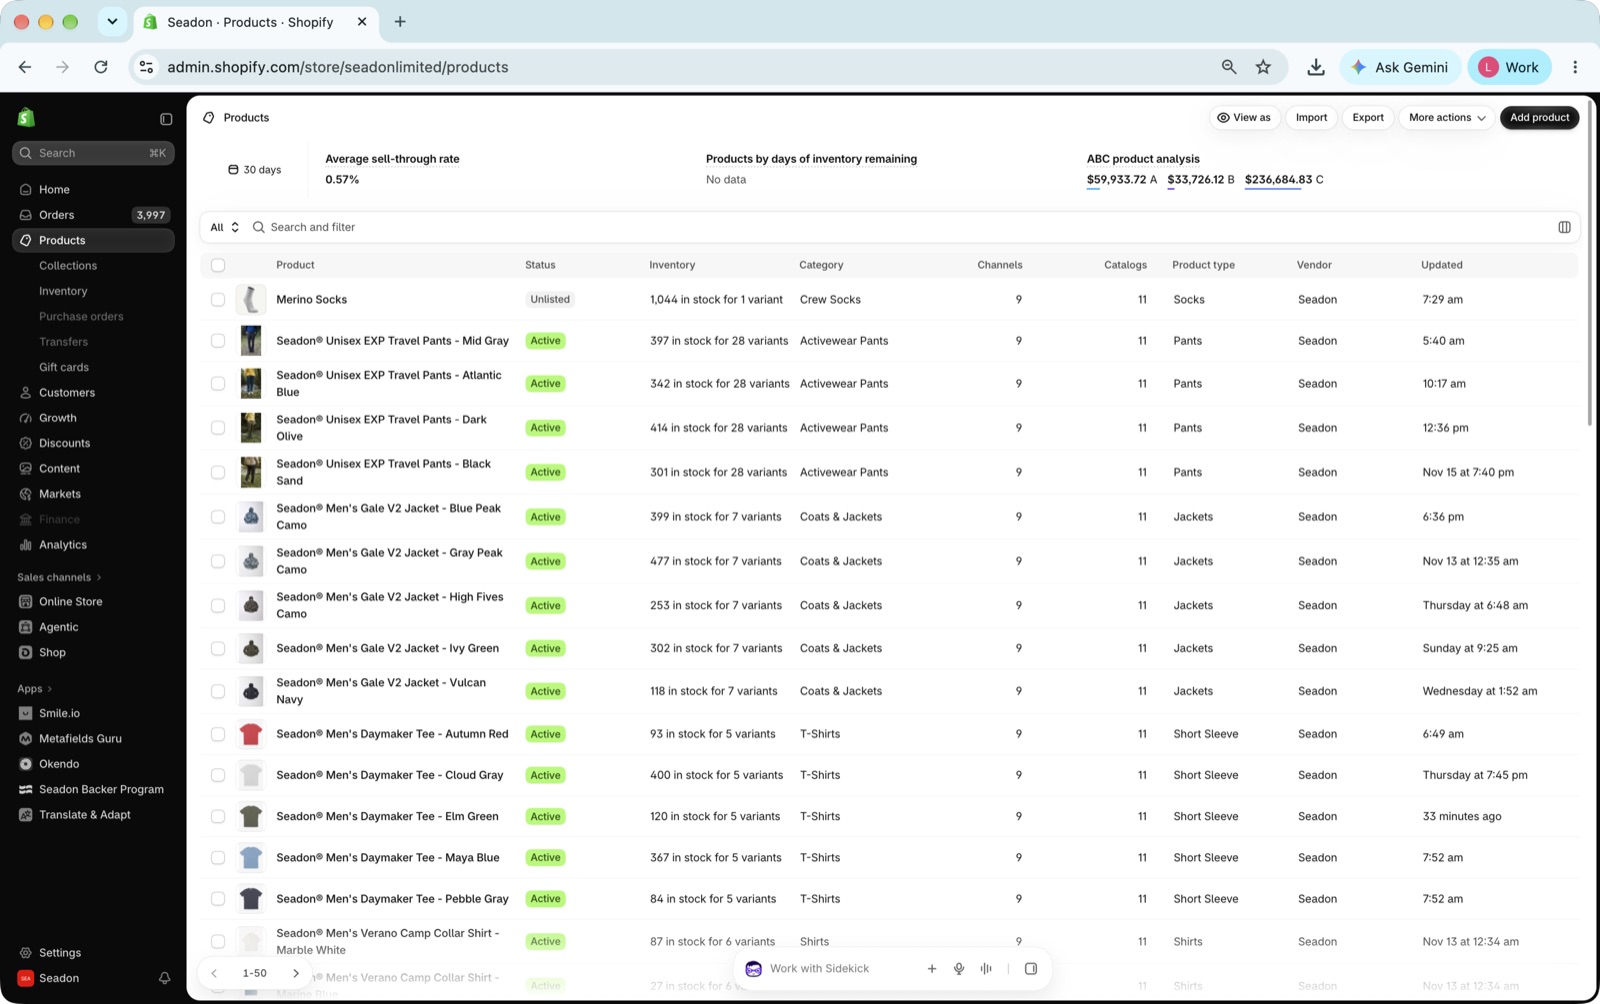 Seadon · Products · Shopify
admin.shopify.com/store/seadonlimited/products
Ask Gemini
L
Work
Search
⌘K
Home
Orders
3,997
Products
Collections
Inventory
Purchase orders
Transfers
Gift cards
Customers
Growth
Discounts
Content
Markets
Finance
Analytics
Sales channels
Online Store
Agentic
Shop
Apps
Smile.io
Metafields Guru
Okendo
Seadon Backer Program
Translate & Adapt
Settings
SEA
Seadon
Products
View as
Import
Export
More actions
Add product
30 days
Average sell-through rate
0.57%
Products by days of inventory remaining
No data
ABC product analysis
$59,933.72 A $33,726.12 B $236,684.83 C
All
Search and filter
Product Status Inventory Category Channels Catalogs Product type Vendor Updated
Merino Socks Unlisted 1,044 in stock for 1 variant Crew Socks 9 11 Socks Seadon 7:29 am
Seadon® Unisex EXP Travel Pants - Mid Gray Active 397 in stock for 28 variants Activewear Pants 9 11 Pants Seadon 5:40 am
Seadon® Unisex EXP Travel Pants - Atlantic
Blue
Active 342 in stock for 28 variants Activewear Pants 9 11 Pants Seadon 10:17 am
Seadon® Unisex EXP Travel Pants - Dark
Olive
Active 414 in stock for 28 variants Activewear Pants 9 11 Pants Seadon 12:36 pm
Seadon® Unisex EXP Travel Pants - Black
Sand
Active 301 in stock for 28 variants Activewear Pants 9 11 Pants Seadon Nov 15 at 7:40 pm
Seadon® Men's Gale V2 Jacket - Blue Peak
Camo
Active 399 in stock for 7 variants Coats & Jackets 9 11 Jackets Seadon 6:36 pm
Seadon® Men's Gale V2 Jacket - Gray Peak
Camo
Active 477 in stock for 7 variants Coats & Jackets 9 11 Jackets Seadon Nov 13 at 12:35 am
Seadon® Men's Gale V2 Jacket - High Fives
Camo
Active 253 in stock for 7 variants Coats & Jackets 9 11 Jackets Seadon Thursday at 6:48 am
Seadon® Men's Gale V2 Jacket - Ivy Green Active 302 in stock for 7 variants Coats & Jackets 9 11 Jackets Seadon Sunday at 9:25 am
Seadon® Men's Gale V2 Jacket - Vulcan
Navy
Active 118 in stock for 7 variants Coats & Jackets 9 11 Jackets Seadon Wednesday at 1:52 am
Seadon® Men's Daymaker Tee - Autumn Red Active 93 in stock for 5 variants T-Shirts 9 11 Short Sleeve Seadon 6:49 am
Seadon® Men's Daymaker Tee - Cloud Gray Active 400 in stock for 5 variants T-Shirts 9 11 Short Sleeve Seadon Thursday at 7:45 pm
Seadon® Men's Daymaker Tee - Elm Green Active 120 in stock for 5 variants T-Shirts 9 11 Short Sleeve Seadon 33 minutes ago
Seadon® Men's Daymaker Tee - Maya Blue Active 367 in stock for 5 variants T-Shirts 9 11 Short Sleeve Seadon 7:52 am
Seadon® Men's Daymaker Tee - Pebble Gray Active 84 in stock for 5 variants T-Shirts 9 11 Short Sleeve Seadon 7:52 am
Seadon® Men's Verano Camp Collar Shirt -
Marble White
Active 87 in stock for 6 variants Shirts 9 11 Shirts Seadon Nov 13 at 12:34 am
Men's Verano Camp Collar Shirt -
Active 27 in stock for 6 11 Shirts Seadon Nov 13 at 12:34 am
1-50
Work with Sidekick